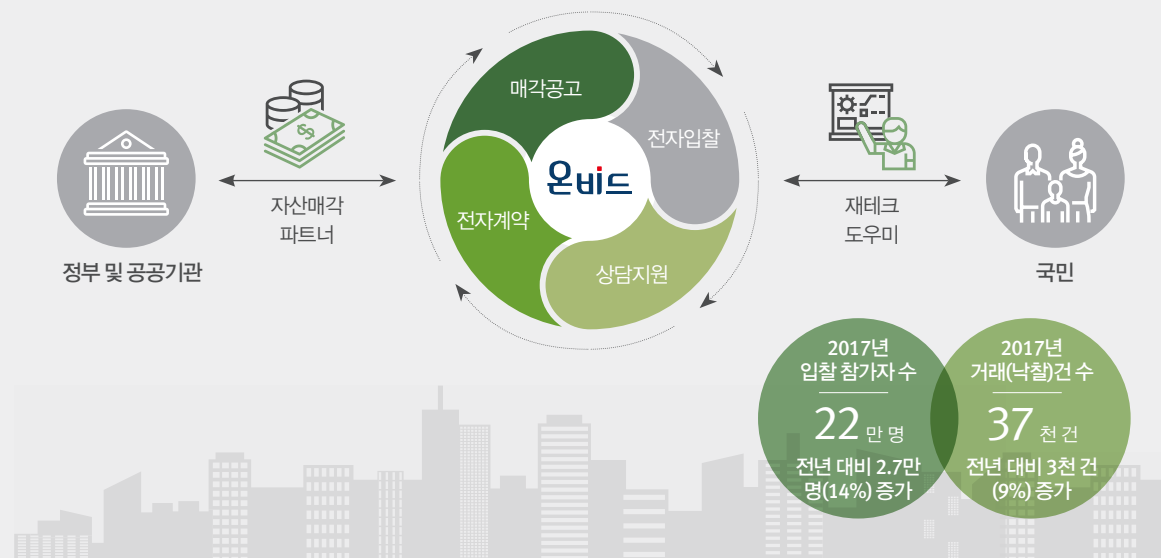 매각공고
전자입찰
온비드
전자계약
상담지원
자산매각
파트너
정부 및 공공기관
재테크
도우미
국민
2017년
입찰 참가자 수
22 만 명
전년 대비 2.7만
명(14%) 증가
2017년
거래(낙찰)건 수
37 천 건
전년 대비 3천 건
(9%) 증가